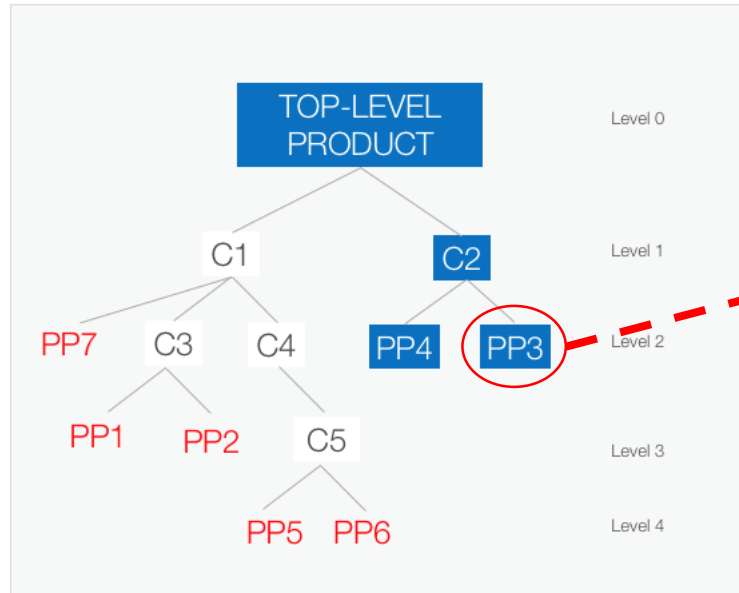 TOP-LEVEL
PRODUCT
Level 0
C1
C2
Level 1
PP7
C3
C4
PP4
PP3
Level 2
PP1
PP2
C5
Level 3
PP5
PP6
Level 4